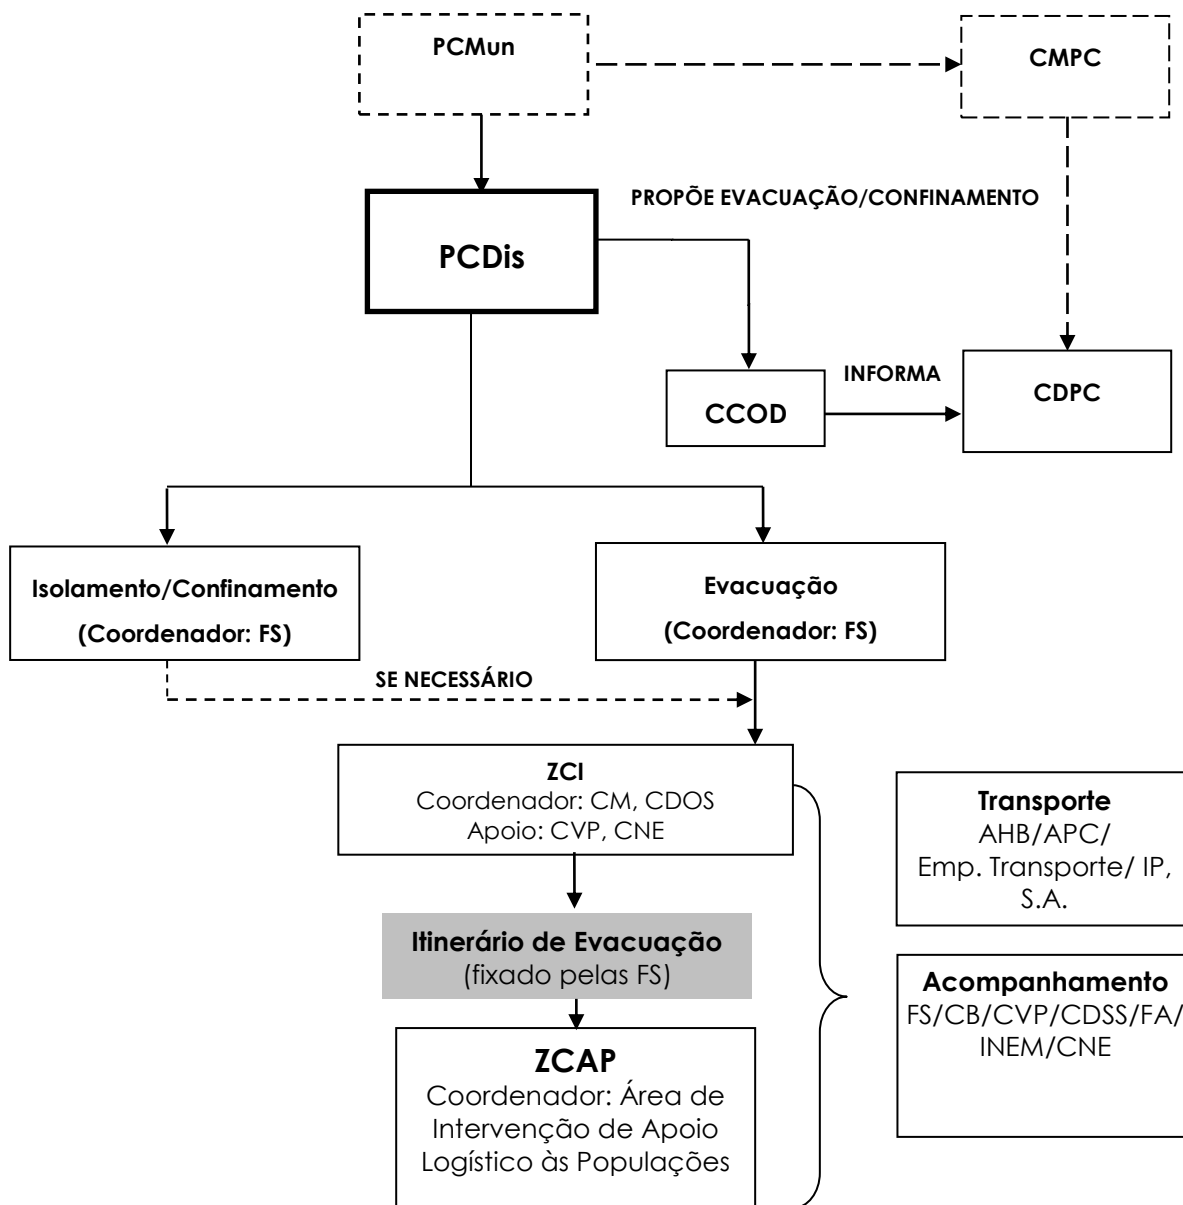 PCMun
CMPC
PROPÕE EVACUAÇÃO/CONFINAMENTO
PCDis
INFORMA
CCOD
CDPC
Isolamento/Confinamento
(Coordenador: FS)
Evacuação
(Coordenador: FS)
SE NECESSÁRIO
ZCI
Coordenador: CM, CDOS
Apoio: CVP, CNE
Transporte
AHB/APC/
Emp. Transporte/ IP,
S.A.
Itinerário de Evacuação
(fixado pelas FS)
Acompanhamento
FS/CB/CVP/CDSS/FA/
INEM/CNE
ZCAP
Coordenador: Área de
Intervenção de Apoio
Logístico às Populações